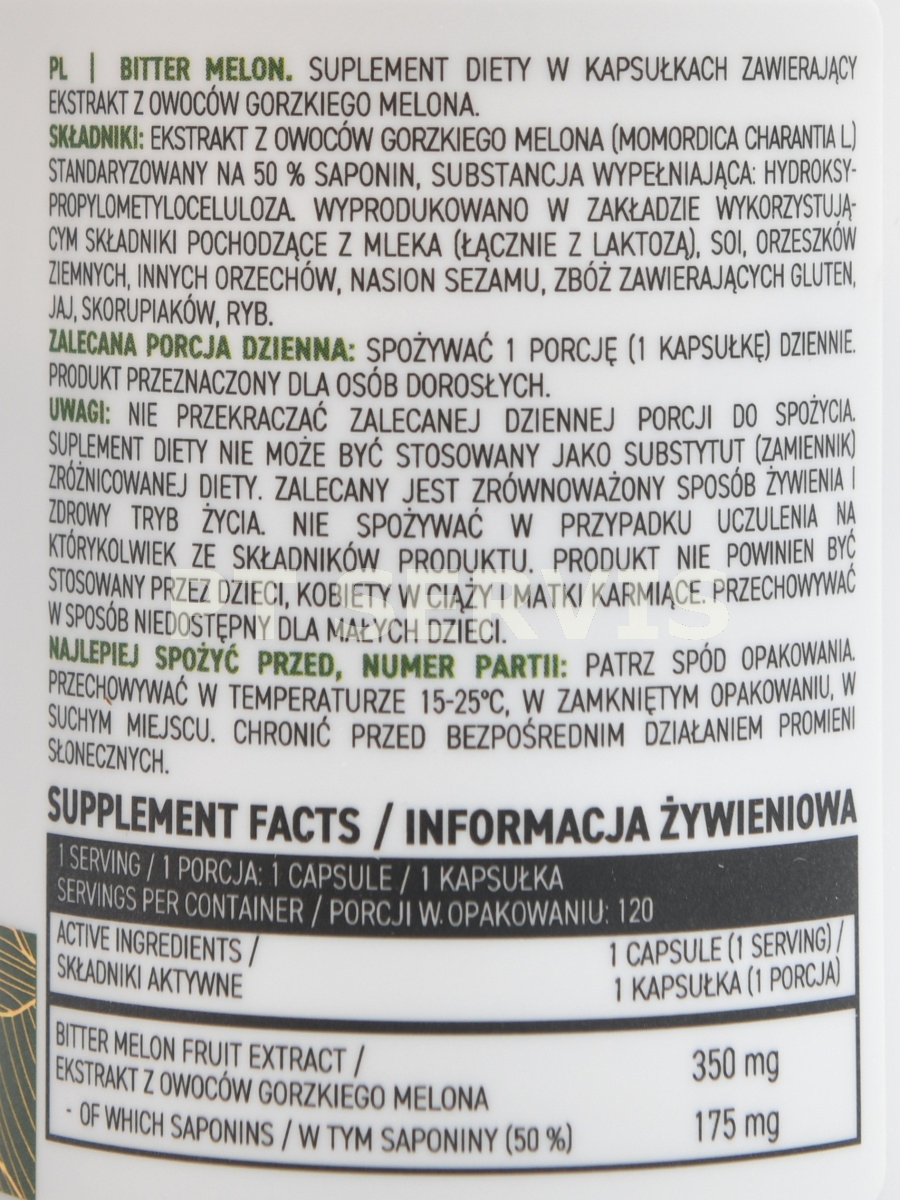 PL | BITTER MELON. SUPLEMENT DIETY W KAPSUŁKACH ZAWIERAJĄCY
EKSTRAKT Z OWOCÓW GORZKIEGO MELONA.
SKŁADNIKI: EKSTRAKT Z OWOCÓW GORZKIEGO MELONA (MOMORDICA CHARANTIA L.)
STANDARYZOWANY NA 50 % SAPONIN, SUBSTANCJA WYPEŁNIAJĄCA: HYDROKSY-
PROPYLOMETYLOCELULOZA. WYPRODUKOWANO W ZAKŁADZIE WYKORZYSTUJĄ-
CYM SKŁADNIKI POCHODZĄCE Z MLEKA (ŁĄCZNIE Z LAKTOZĄ), SOI, ORZESZKÓW
ZIEMNYCH, INNYCH ORZECHÓW, NASION SEZAMU, ZBÓŻ ZAWIERAJĄCYCH GLUTEN,
JAJ, SKORUPIAKÓW, RYB.
ZALECANA PORCJA DZIENNA: SPOŻYWAĆ 1 PORCJĘ (1 KAPSUŁKĘ) DZIENNIE.
PRODUKT PRZEZNACZONY DLA OSÓB DOROSŁYCH.
UWAGI: NIE PRZEKRACZAĆ ZALECANEJ DZIENNEJ PORCJI DO SPOŻYCIA.
SUPLEMENT DIETY NIE MOŻE BYĆ STOSOWANY JAKO SUBSTYTUT (ZAMIENNIK)
ZRÓŻNICOWANEJ DIETY. ZALECANY JEST ZRÓWNOWAŻONY SPOSÓB ŻYWIENIA I
ZDROWY TRYB ŻYCIA. NIE SPOŻYWAĆ W PRZYPADKU UCZULENIA NA
KTÓRYKOLWIEK ZE SKŁADNIKÓW PRODUKTU. PRODUKT NIE POWINIEN BYĆ
STOSOWANY PRZEZ DZIECI, KOBIETY W CIĄŻY I MATKI KARMIĄCE. PRZECHOWYWAĆ
W SPOSÓB NIEDOSTĘPNY DLA MAŁYCH DZIECI.
PT SERVIS
NAJLEPIEJ SPOŻYĆ PRZED, NUMER PARTII: PATRZ SPÓD OPAKOWANIA.
PRZECHOWYWAĆ W TEMPERATURZE 15-25°C, W ZAMKNIĘTYM OPAKOWANIU, W
SUCHYM MIEJSCU. CHRONIĆ PRZED BEZPOŚREDNIM DZIAŁANIEM PROMIENI
SŁONECZNYCH.
SUPPLEMENT FACTS / INFORMACJA ŻYWIENIOWA
1 SERVING / 1 PORCJA: 1 CAPSULE / 1 KAPSUŁKA
SERVINGS PER CONTAINER / PORCJI W OPAKOWANIU: 120
ACTIVE INGREDIENTS / 1 CAPSULE (1 SERVING) /
SKŁADNIKI AKTYWNE 1 KAPSUŁKA (1 PORCJA)
BITTER MELON FRUIT EXTRACT / 350 mg
EKSTRAKT Z OWOCÓW GORZKIEGO MELONA
- OF WHICH SAPONINS / W TYM SAPONINY (50 %) 175 mg